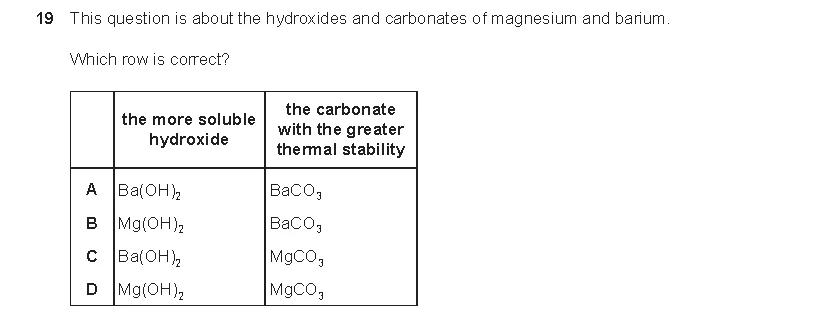 19 This question is about the hydroxides and carbonates of magnesium and barium.
Which row is correct?
the more soluble hydroxide | the carbonate with the greater thermal stability
A Ba(OH)₂ BaCO₃
B Mg(OH)₂ BaCO₃
C Ba(OH)₂ MgCO₃
D Mg(OH)₂ MgCO₃